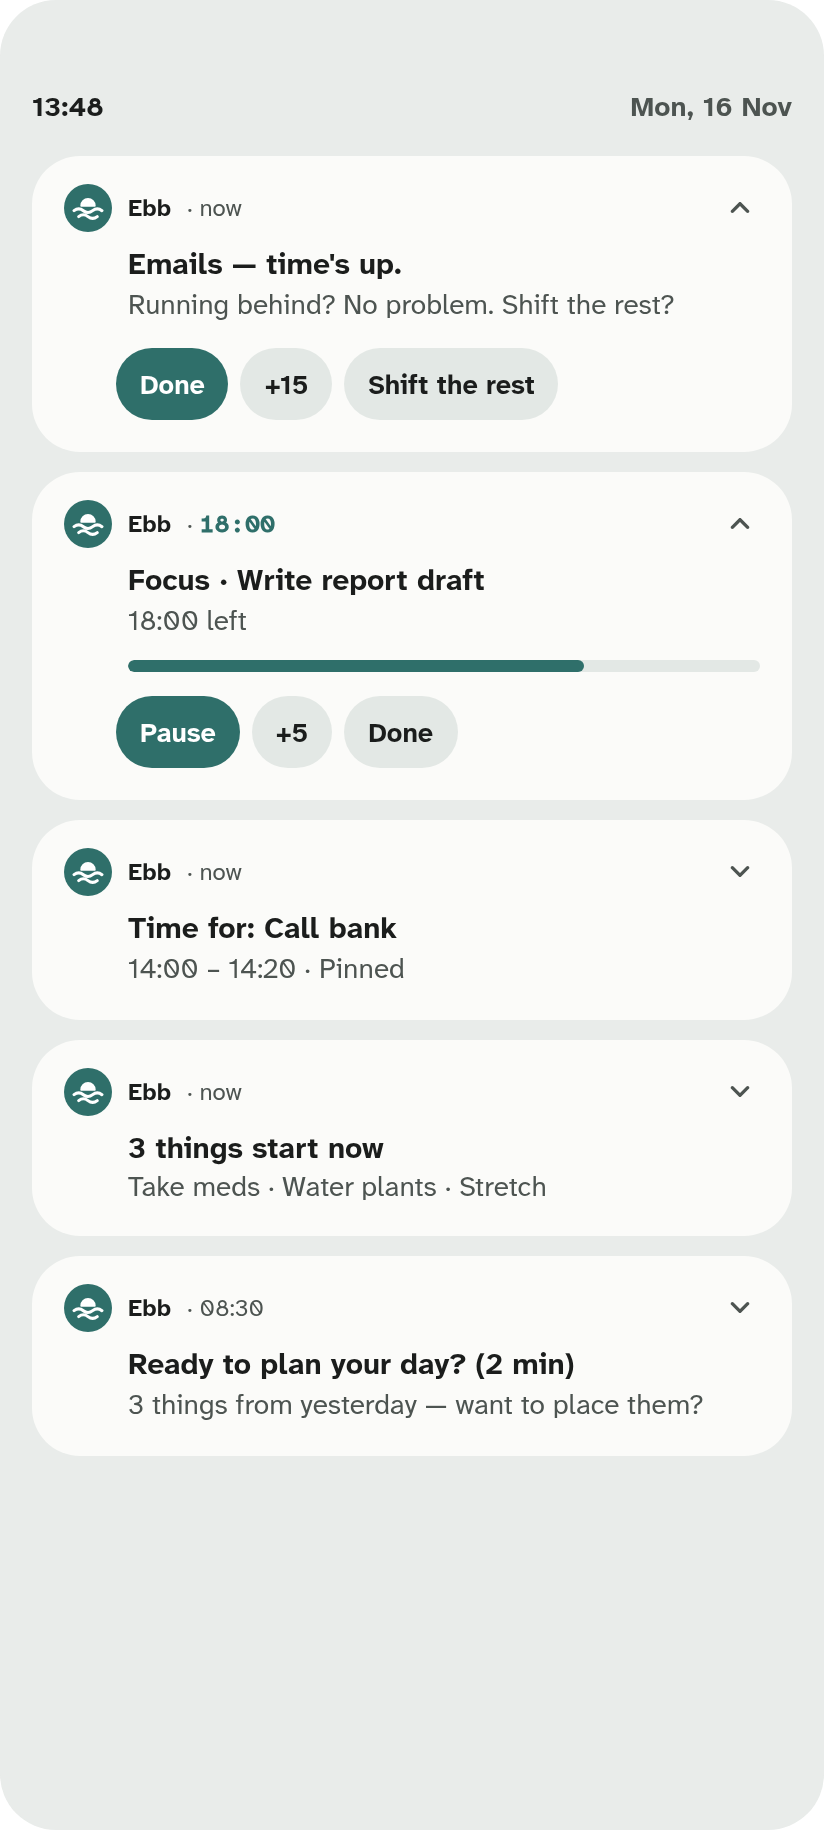 13:48 Mon, 16 Nov
Ebb · now
Emails — time's up.
Running behind? No problem. Shift the rest?
Done +15 Shift the rest
Ebb · 18:00
Focus · Write report draft
18:00 left
Pause +5 Done
Ebb · now
Time for: Call bank
14:00 – 14:20 · Pinned
Ebb · now
3 things start now
Take meds · Water plants · Stretch
Ebb · 08:30
Ready to plan your day? (2 min)
3 things from yesterday — want to place them?